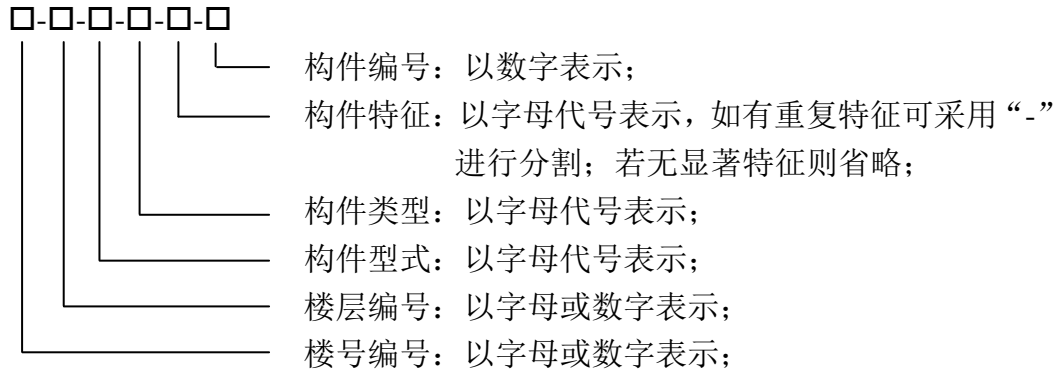 □-□-□-□-□-□
构件编号：以数字表示；
构件特征：以字母代号表示，如有重复特征可采用“-”
进行分割；若无显著特征则省略；
构件类型：以字母代号表示；
构件型式：以字母代号表示；
楼层编号：以字母或数字表示；
楼号编号：以字母或数字表示；